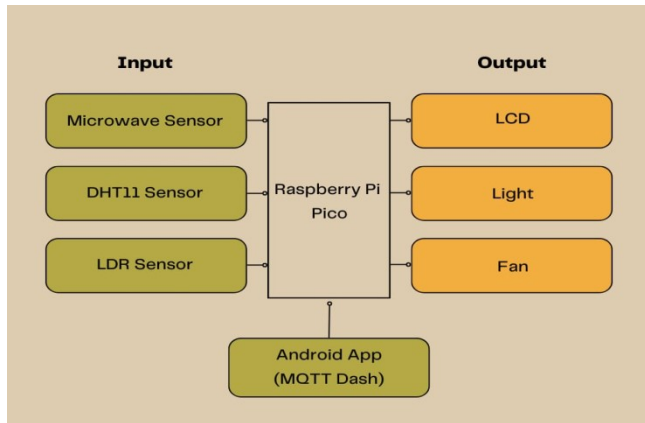 Input
Output
Microwave Sensor
LCD
DHT11 Sensor
Raspberry Pi
Pico
Light
LDR Sensor
Fan
Android App
(MQTT Dash)